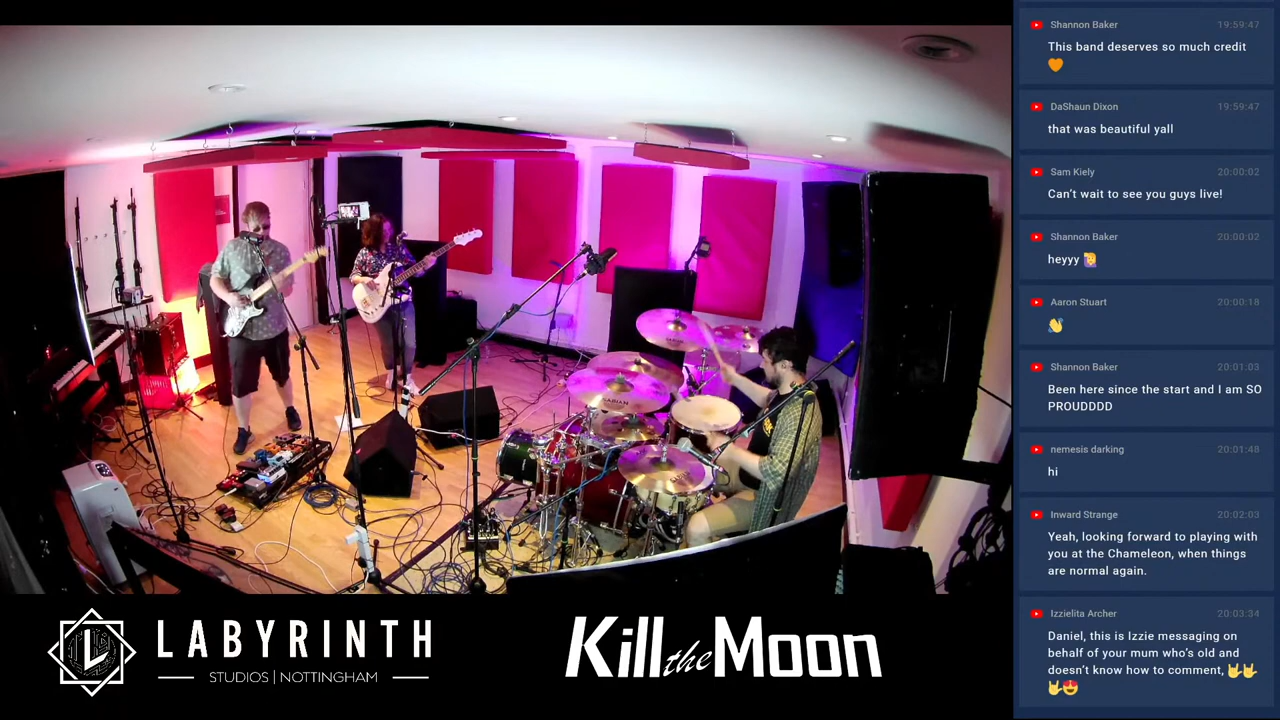 Shannon Baker 19:59:47
This band deserves so much credit
🧡
DaShaun Dixon 19:59:47
that was beautiful yall
Sam Kiely 20:00:02
Can't wait to see you guys live!
Shannon Baker 20:00:02
heyyy 🙋
Aaron Stuart 20:00:18
👋
Shannon Baker 20:01:03
Been here since the start and I am SO
PROUDDDD
nemesis darking 20:01:48
hi
Inward Strange 20:02:03
Yeah, looking forward to playing with
you at the Chameleon, when things
are normal again.
Izzielita Archer 20:03:34
Daniel, this is Izzie messaging on
behalf of your mum who's old and
doesn't know how to comment, 🤘🤘
🤘😍
LABYRINTH
STUDIOS | NOTTINGHAM
Kill the Moon